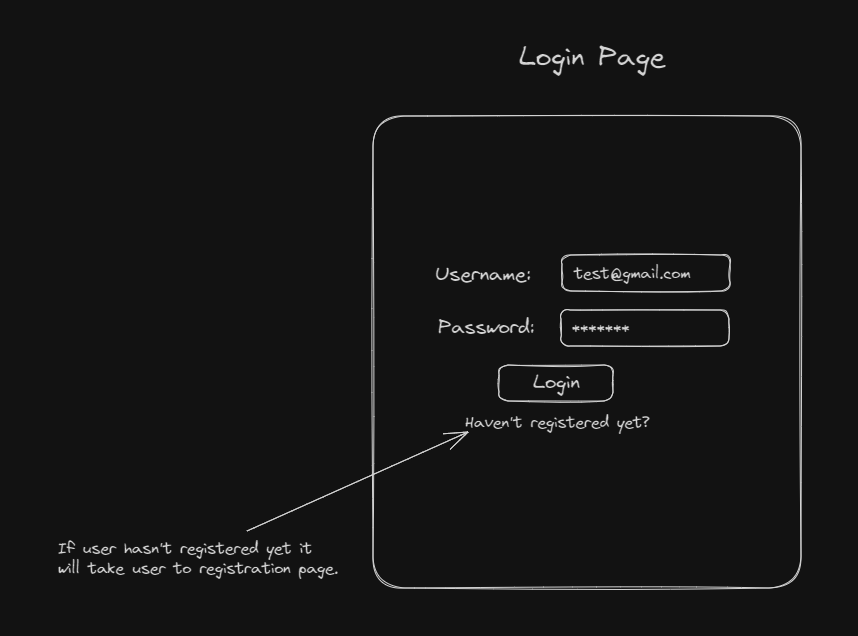 Login Page
Username:
test@gmail.com
Password:
*******
Login
Haven't registered yet?
If user hasn't registered yet it
will take user to registration page.